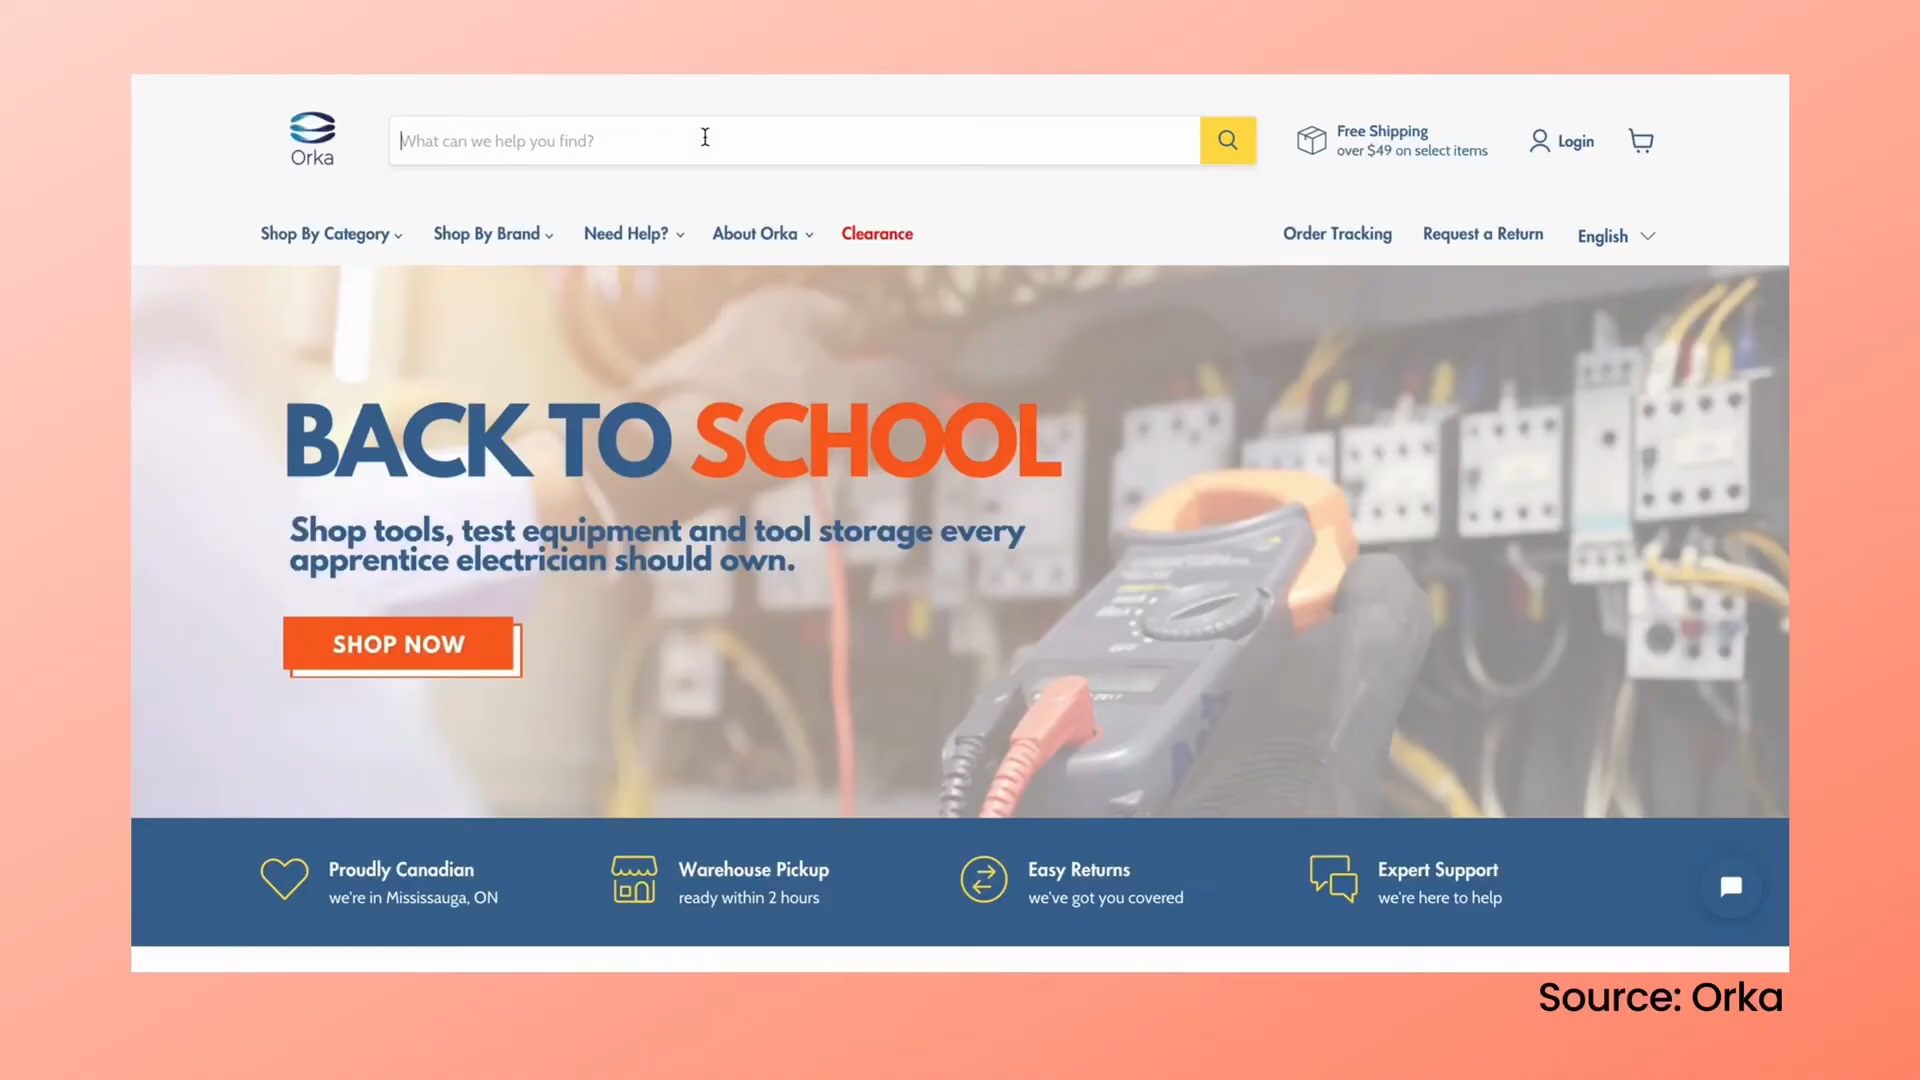 Orka
What can we help you find?
Free Shipping
over $49 on select items
Login
Shop By Category
Shop By Brand
Need Help?
About Orka
Clearance
Order Tracking
Request a Return
English
BACK TO SCHOOL
Shop tools, test equipment and tool storage every
apprentice electrician should own.
SHOP NOW
Proudly Canadian
we're in Mississauga, ON
Warehouse Pickup
ready within 2 hours
Easy Returns
we've got you covered
Expert Support
we're here to help
Source: Orka